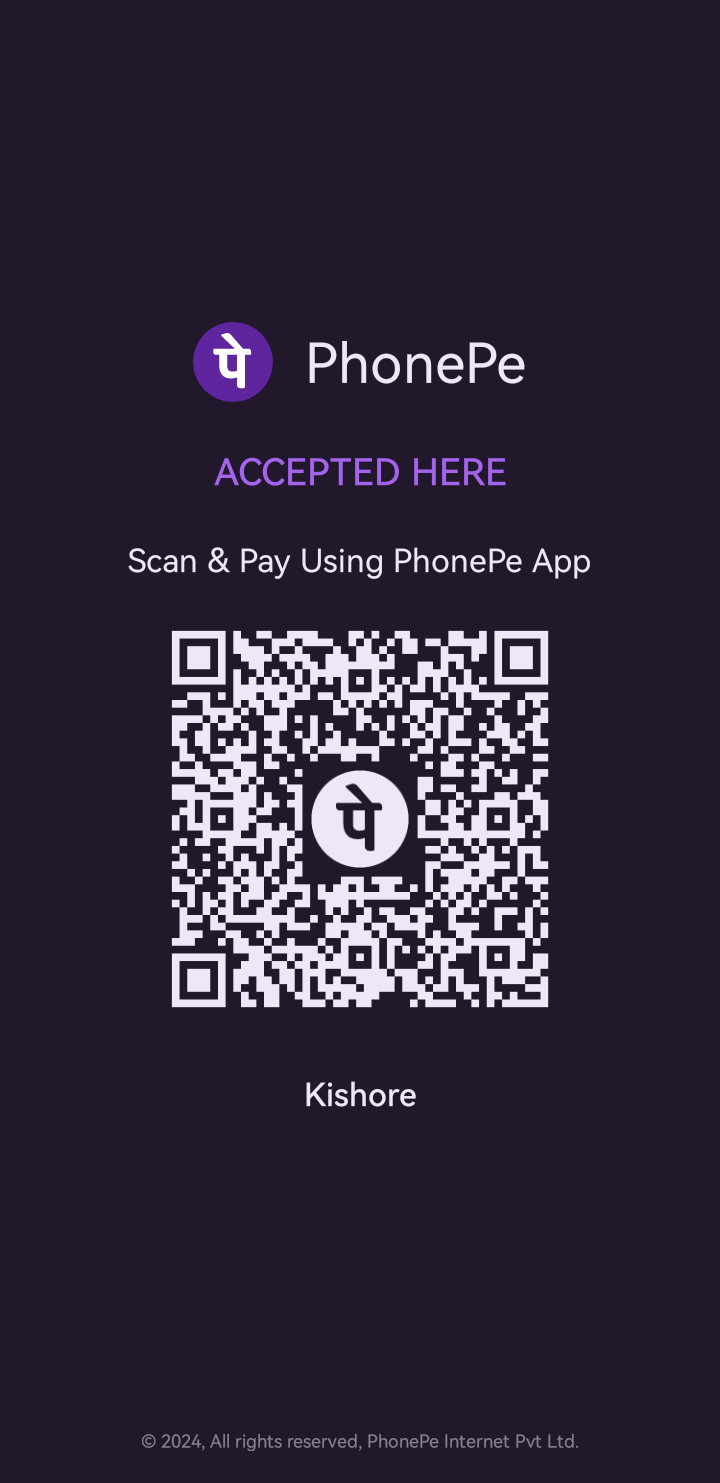 पे PhonePe
ACCEPTED HERE
Scan & Pay Using PhonePe App
पे
Kishore
© 2024, All rights reserved, PhonePe Internet Pvt Ltd.